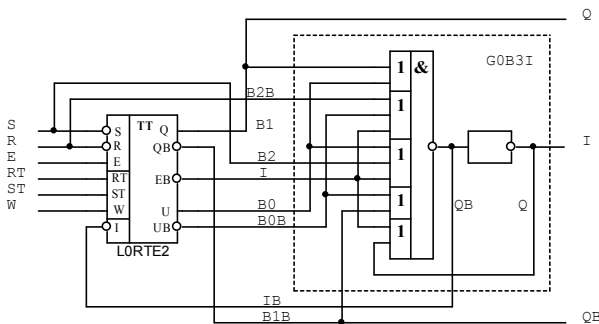 Q
G0B3I
1 &
B2B
1
S
R
E
RT
ST
W
S
R
E
RT
ST
W
I
TT
Q
QB
EB
U
UB
B1
B2
1
I
I
B0
1
B0B
1
QB
Q
L0RTE2
IB
B1B
QB